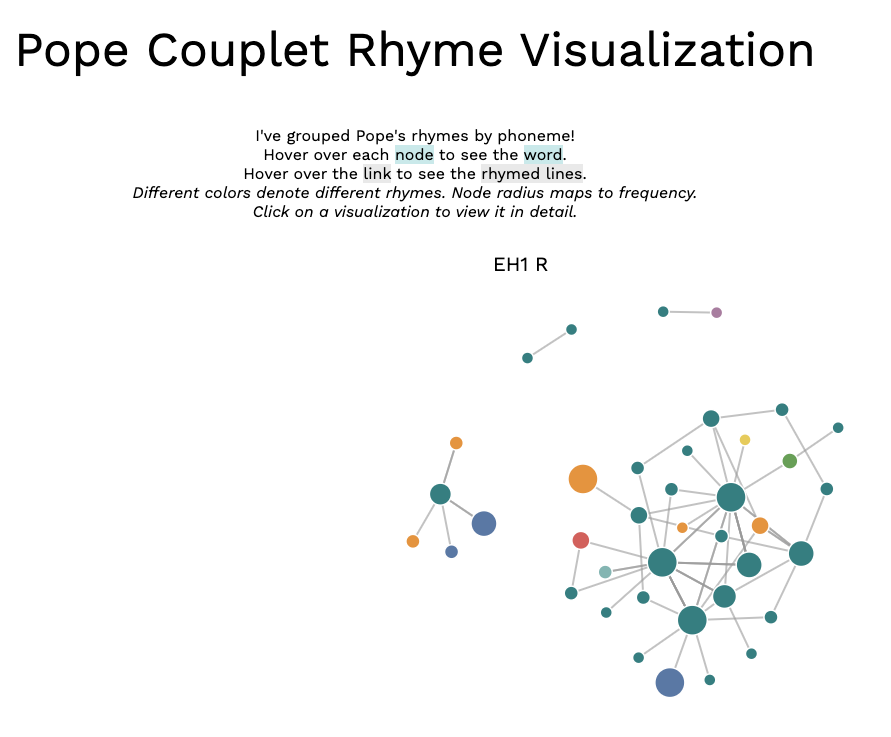 Pope Couplet Rhyme Visualization
I've grouped Pope's rhymes by phoneme!
Hover over each node to see the word.
Hover over the link to see the rhymed lines.
Different colors denote different rhymes. Node radius maps to frequency.
Click on a visualization to view it in detail.
EH1 R